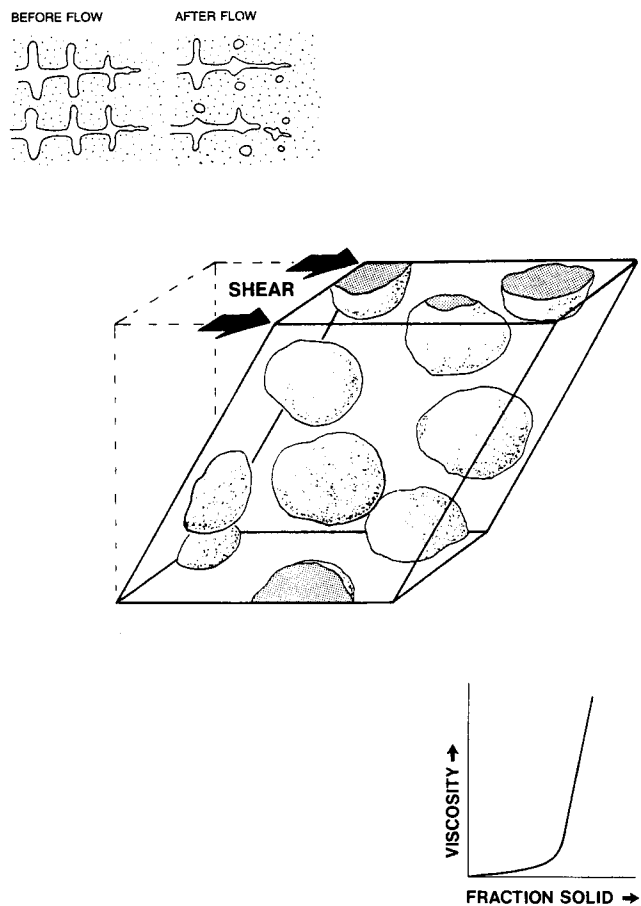 BEFORE FLOW
AFTER FLOW
SHEAR
VISCOSITY →
FRACTION SOLID →